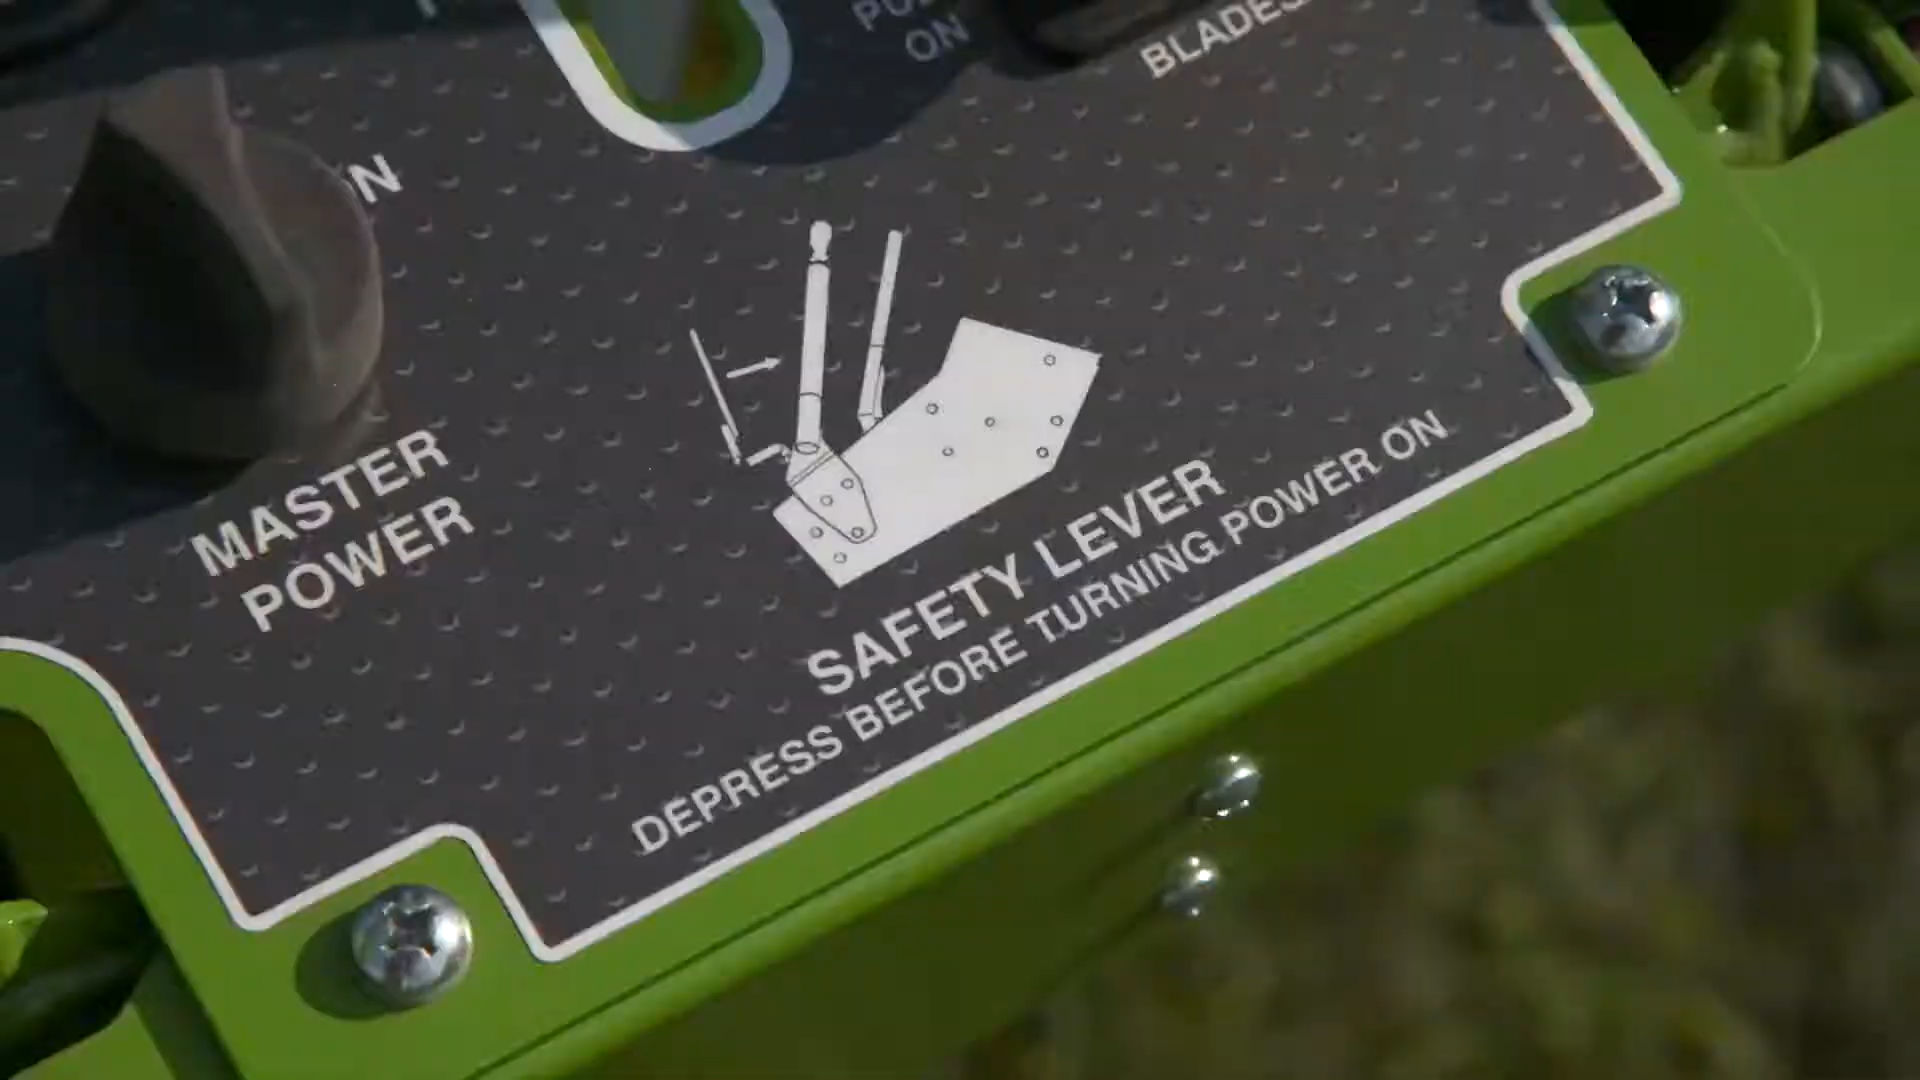 ON
BLADES
MASTER
POWER
SAFETY LEVER
DEPRESS BEFORE TURNING POWER ON